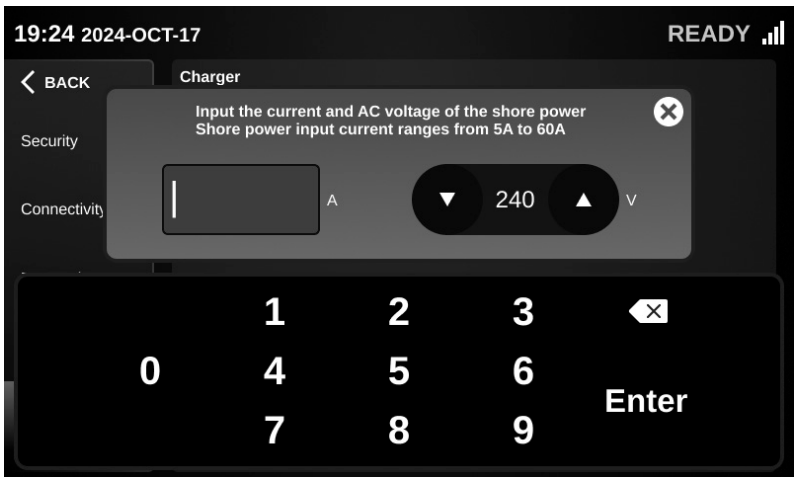 19:24 2024-OCT-17 READY
BACK
Charger
Input the current and AC voltage of the shore power
Shore power input current ranges from 5A to 60A
Security
A
240
V
Connectivity
1 2 3
0 4 5 6
Enter
7 8 9